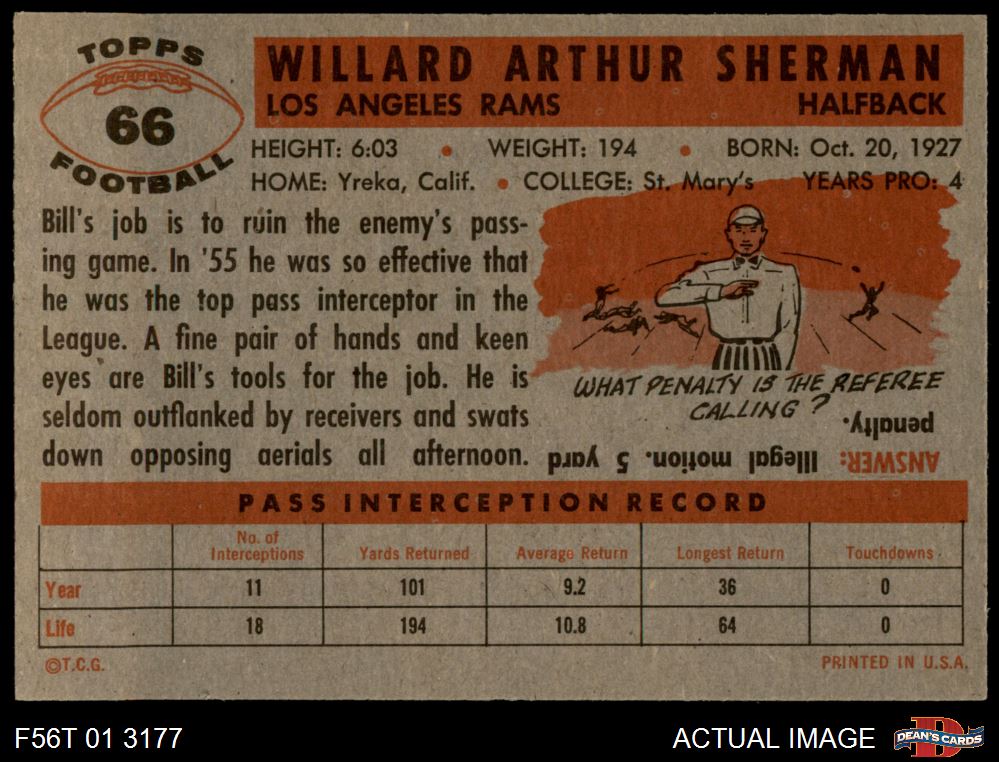 TOPPS
66
FOOTBALL
WILLARD ARTHUR SHERMAN
LOS ANGELES RAMS HALFBACK
HEIGHT: 6:03 • WEIGHT: 194 • BORN: Oct. 20, 1927
HOME: Yreka, Calif. • COLLEGE: St. Mary's YEARS PRO: 4
Bill's job is to ruin the enemy's pass-
ing game. In '55 he was so effective that
he was the top pass interceptor in the
League. A fine pair of hands and keen
eyes are Bill's tools for the job. He is
seldom outflanked by receivers and swats
down opposing aerials all afternoon.
WHAT PENALTY IS THE REFEREE
CALLING?
ANSWER: Illegal motion. 5 yard
penalty.
PASS INTERCEPTION RECORD
No. of
Interceptions Yards Returned Average Return Longest Return Touchdowns
Year 11 101 9.2 36 0
Life 18 194 10.8 64 0
©T.C.G. PRINTED IN U.S.A.
F56T 01 3177 ACTUAL IMAGE D DEAN'S CARDS